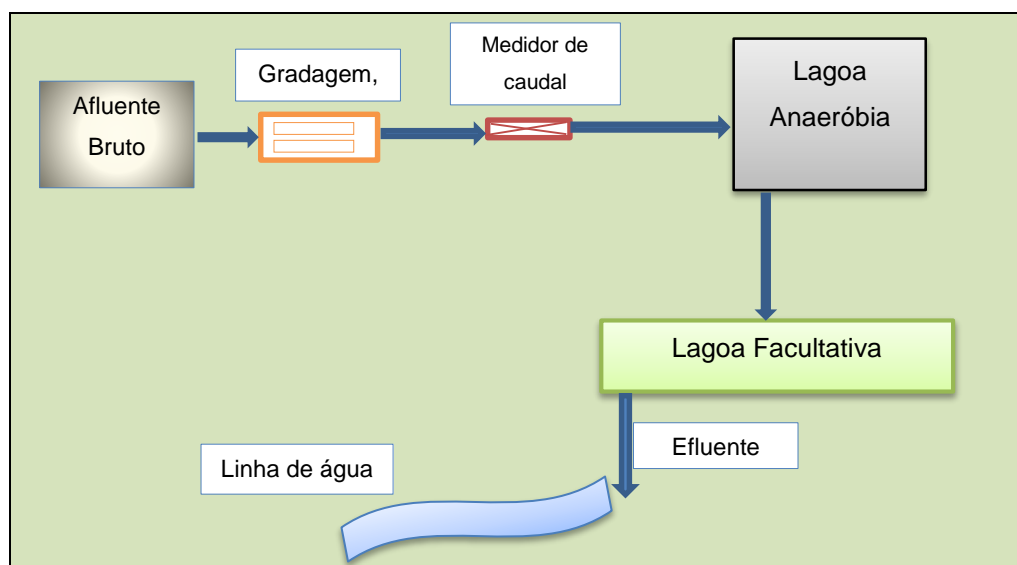 Afluente
Bruto
Gradagem,
Medidor de
caudal
Lagoa
Anaeróbia
Lagoa Facultativa
Efluente
Linha de água